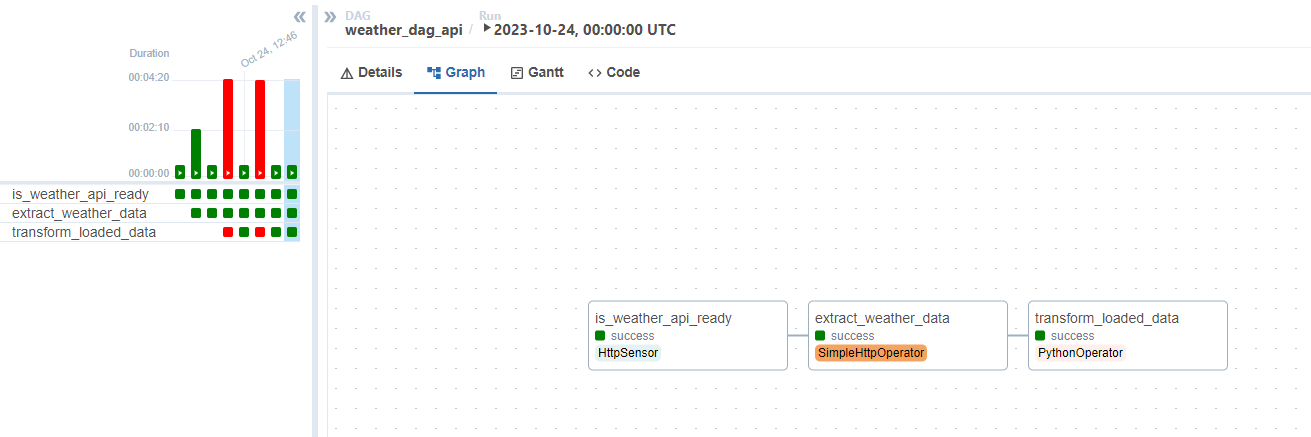 DAG
Run
weather_dag_api / 2023-10-24, 00:00:00 UTC
Details
Graph
Gantt
Code
Oct 24, 12:46
Duration
00:04:20
00:02:10
00:00:00
is_weather_api_ready
extract_weather_data
transform_loaded_data
is_weather_api_ready
success
HttpSensor
extract_weather_data
success
SimpleHttpOperator
transform_loaded_data
success
PythonOperator